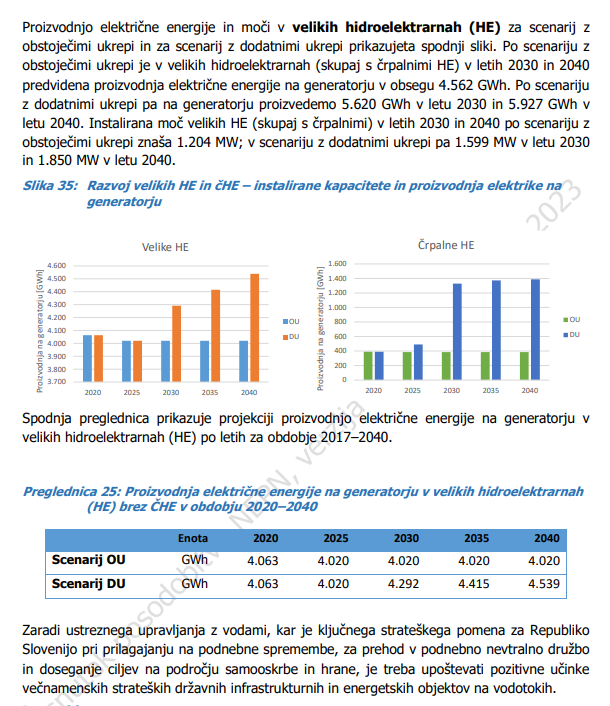 Proizvodnjo električne energije in moči v velikih hidroelektrarnah (HE) za scenarij z
obstoječimi ukrepi in za scenarij z dodatnimi ukrepi prikazujeta spodnji sliki. Po scenariju z
obstoječimi ukrepi je v velikih hidroelektrarnah (skupaj s črpalnimi HE) v letih 2030 in 2040
predvidena proizvodnja električne energije na generatorju v obsegu 4.562 GWh. Po scenariju
z dodatnimi ukrepi pa na generatorju proizvedemo 5.620 GWh v letu 2030 in 5.927 GWh v
letu 2040. Instalirana moč velikih HE (skupaj s črpalnimi) v letih 2030 in 2040 po scenariju z
obstoječimi ukrepi znaša 1.204 MW; v scenariju z dodatnimi ukrepi pa 1.599 MW v letu 2030
in 1.850 MW v letu 2040.
Slika 35: Razvoj velikih HE in čHE – instalirane kapacitete in proizvodnja elektrike na
generatorju
Velike HE
Proizvodnja na generatorju [GWh]
4.600
4.500
4.400
4.300
4.200
4.100
4.000
3.900
3.800
3.700
2020 2025 2030 2035 2040
OU
DU
Črpalne HE
Proizvodnja na generatorju [GWh]
1.600
1.400
1.200
1.000
800
600
400
200
0
2020 2025 2030 2035 2040
OU
DU
Spodnja preglednica prikazuje projekciji proizvodnjo električne energije na generatorju v
velikih hidroelektrarnah (HE) po letih za obdobje 2017–2040.
Preglednica 25: Proizvodnja električne energije na generatorju v velikih hidroelektrarnah
(HE) brez ČHE v obdobju 2020–2040
Enota 2020 2025 2030 2035 2040
Scenarij OU GWh 4.063 4.020 4.020 4.020 4.020
Scenarij DU GWh 4.063 4.020 4.292 4.415 4.539
Zaradi ustreznega upravljanja z vodami, kar je ključnega strateškega pomena za Republiko
Slovenijo pri prilagajanju na podnebne spremembe, za prehod v podnebno nevtralno družbo
in doseganje ciljev na področju samooskrbe in hrane, je treba upoštevati pozitivne učinke
večnamenskih strateških državnih infrastrukturnih in energetskih objektov na vodotokih.
NEPN, verzija
2023